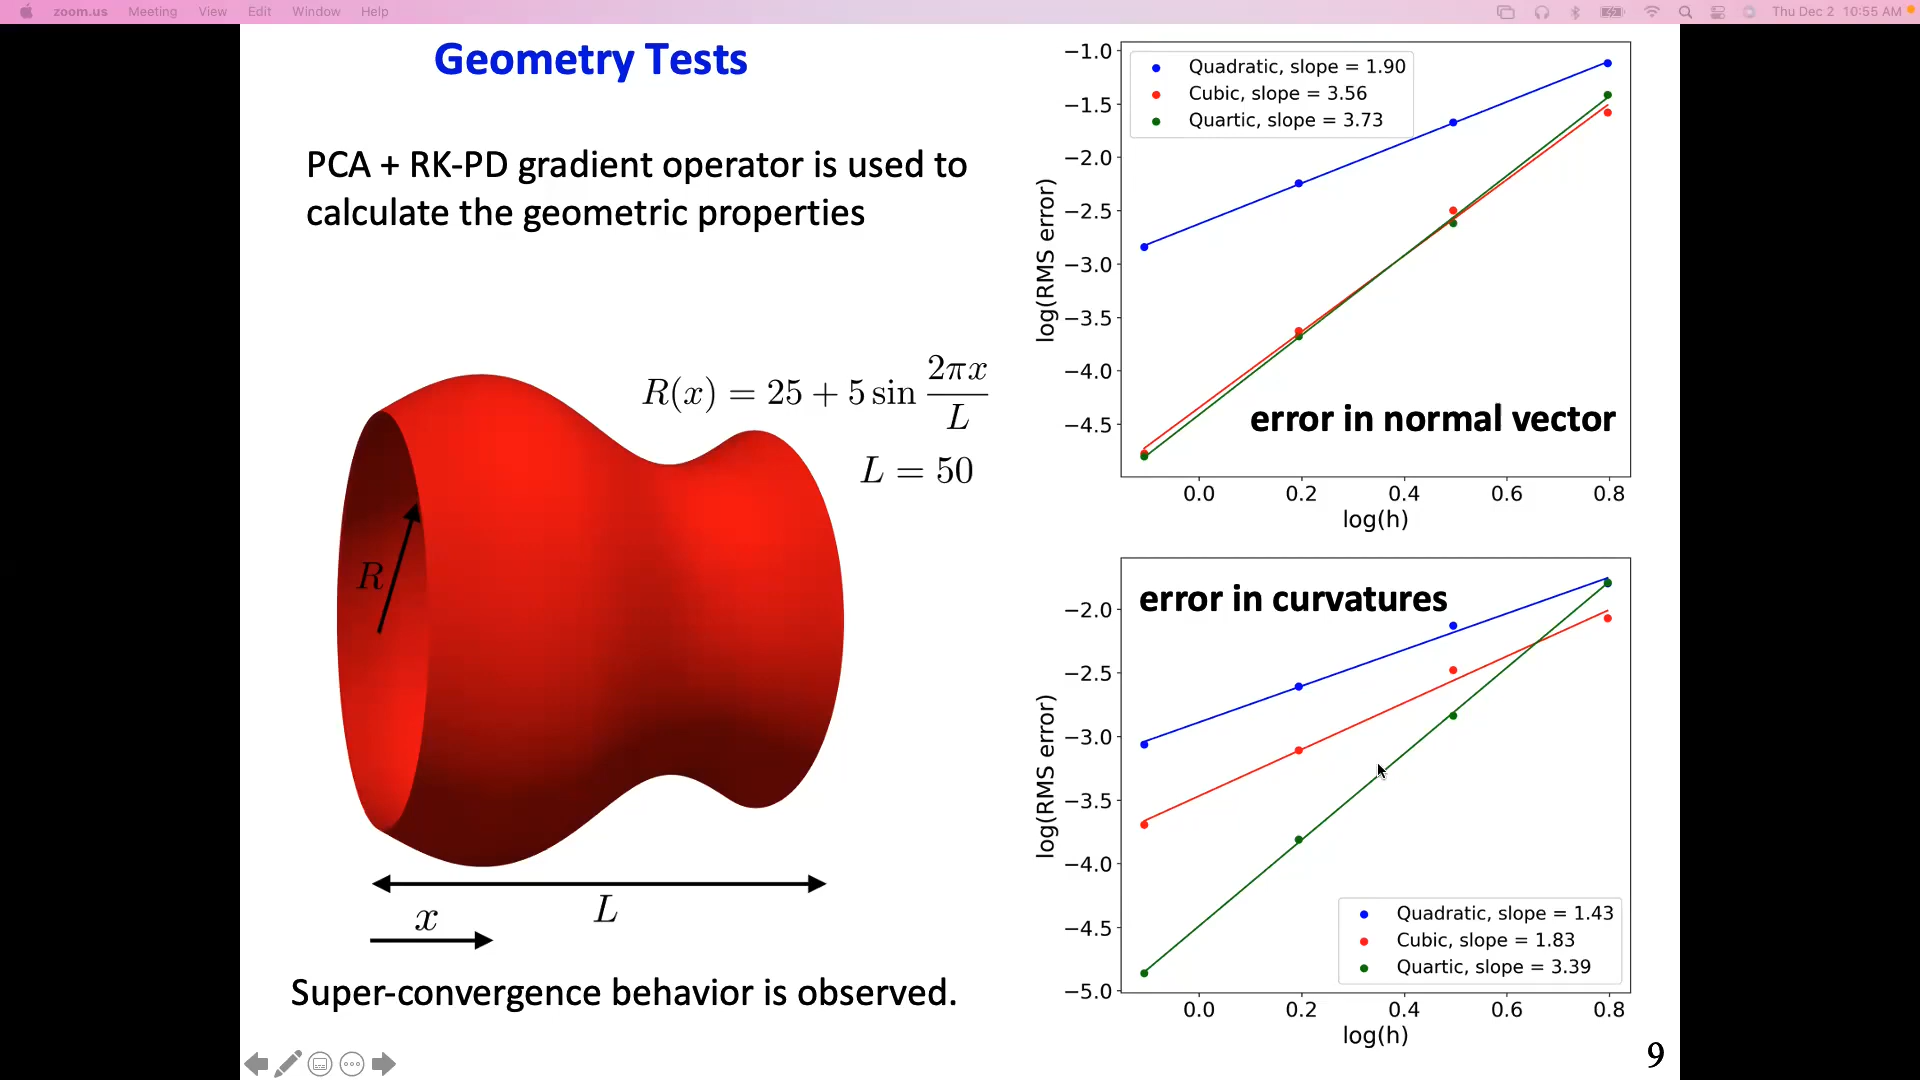 zoom.us Meeting View Edit Window Help Thu Dec 2 10:55 AM
Geometry Tests
PCA + RK-PD gradient operator is used to
calculate the geometric properties
R(x) = 25 + 5 sin 2πx/L
L = 50
R
L
x
Super-convergence behavior is observed.
Quadratic, slope = 1.90
Cubic, slope = 3.56
Quartic, slope = 3.73
−1.0
−1.5
−2.0
−2.5
−3.0
−3.5
−4.0
−4.5
log(RMS error)
error in normal vector
0.0 0.2 0.4 0.6 0.8
log(h)
error in curvatures
−2.0
−2.5
−3.0
−3.5
−4.0
−4.5
−5.0
log(RMS error)
Quadratic, slope = 1.43
Cubic, slope = 1.83
Quartic, slope = 3.39
0.0 0.2 0.4 0.6 0.8
log(h)
9